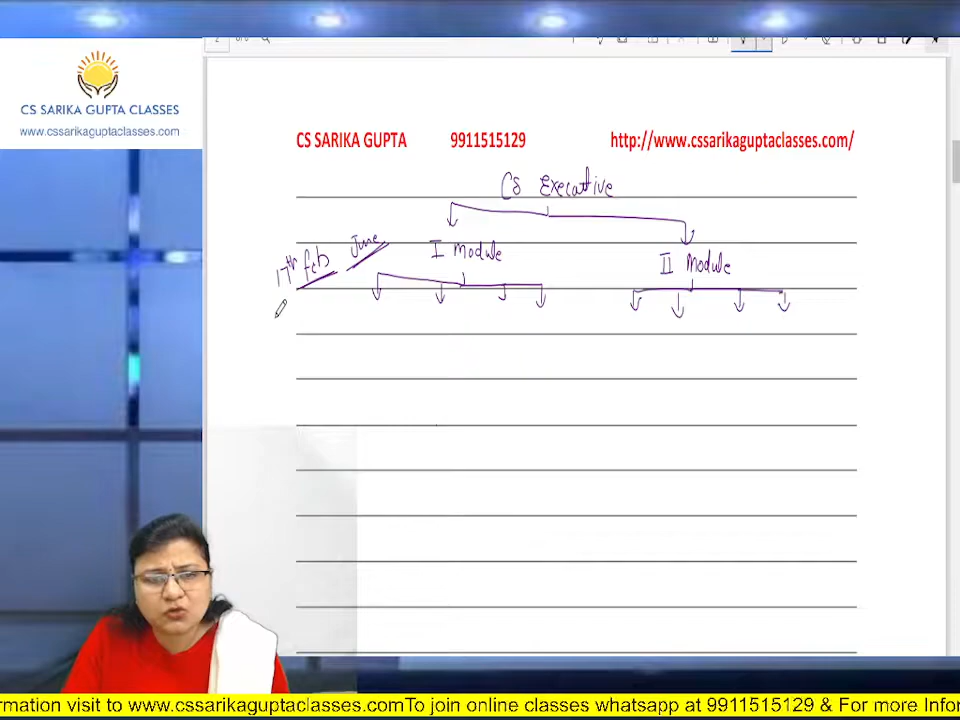 CS SARIKA GUPTA CLASSES
www.cssarikaguptaclasses.com
CS SARIKA GUPTA 9911515129 http://www.cssarikaguptaclasses.com/
CS Executive
17th feb June I Module II Module
rmation visit to www.cssarikaguptaclasses.comTo join online classes whatsapp at 9911515129 & For more Infor